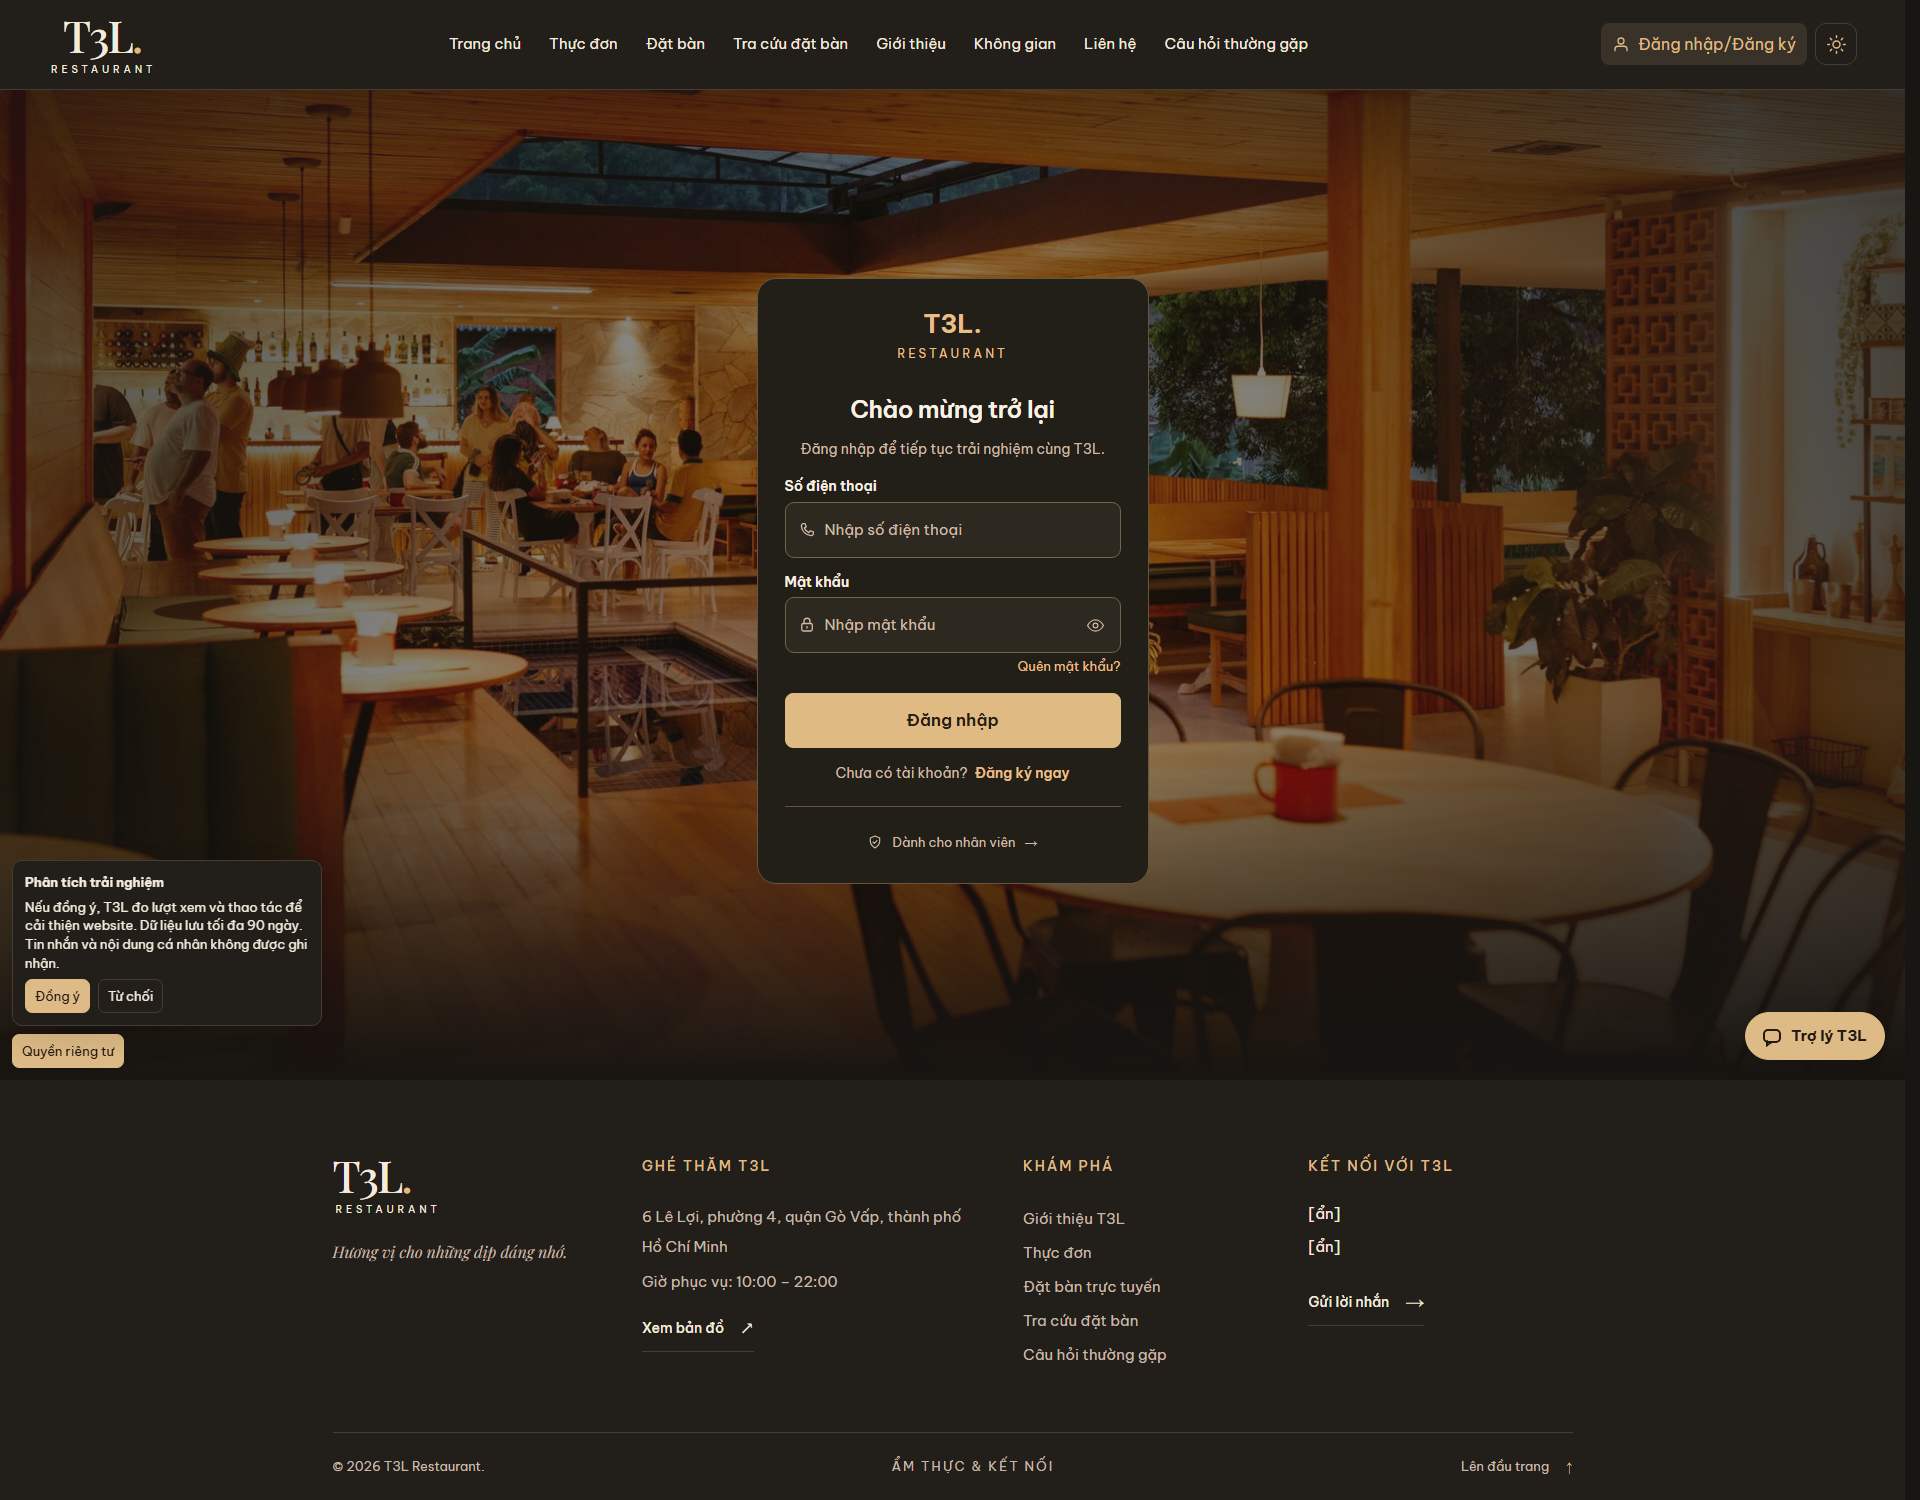 T3L.
RESTAURANT
Trang chủ
Thực đơn
Đặt bàn
Tra cứu đặt bàn
Giới thiệu
Không gian
Liên hệ
Câu hỏi thường gặp
Đăng nhập/Đăng ký
T3L.
RESTAURANT
Chào mừng trở lại
Đăng nhập để tiếp tục trải nghiệm cùng T3L.
Số điện thoại
Nhập số điện thoại
Mật khẩu
Nhập mật khẩu
Quên mật khẩu?
Đăng nhập
Chưa có tài khoản? Đăng ký ngay
Dành cho nhân viên →
Phân tích trải nghiệm
Nếu đồng ý, T3L đo lượt xem và thao tác để
cải thiện website. Dữ liệu lưu tối đa 90 ngày.
Tin nhắn và nội dung cá nhân không được ghi
nhận.
Đồng ý
Từ chối
Quyền riêng tư
Trợ lý T3L
T3L.
RESTAURANT
Hương vị cho những dịp đáng nhớ.
GHÉ THĂM T3L
6 Lê Lợi, phường 4, quận Gò Vấp, thành phố
Hồ Chí Minh
Giờ phục vụ: 10:00 – 22:00
Xem bản đồ ↗
KHÁM PHÁ
Giới thiệu T3L
Thực đơn
Đặt bàn trực tuyến
Tra cứu đặt bàn
Câu hỏi thường gặp
KẾT NỐI VỚI T3L
[ẩn]
[ẩn]
Gửi lời nhắn →
© 2026 T3L Restaurant.
ẨM THỰC & KẾT NỐI
Lên đầu trang ↑